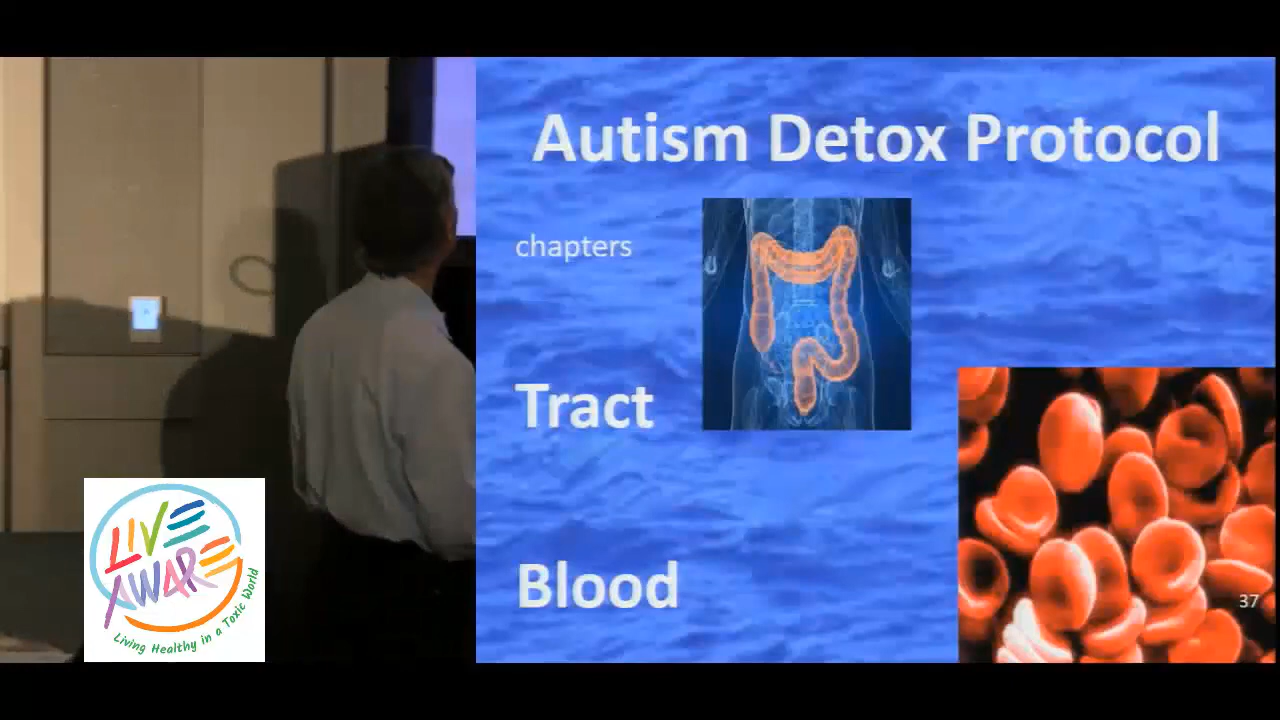 Autism Detox Protocol
chapters
Tract
Blood
37
LIVE
AWARE
Living Healthy in a Toxic World